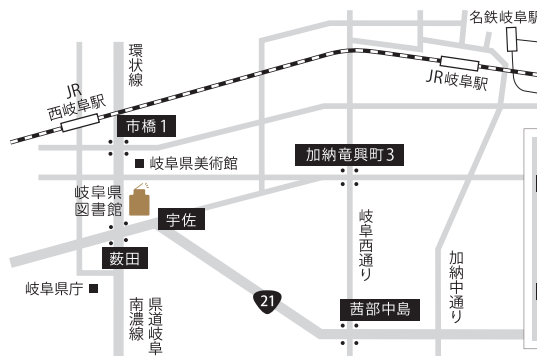 名鉄岐阜駅
環状線
JR岐阜駅
JR
西岐阜駅
市橋1
岐阜県美術館
加納竜興町3
岐阜県
図書館
宇佐
岐阜西通り
加納中通り
薮田
岐阜県庁
21
県道岐阜
南濃線
茜部中島